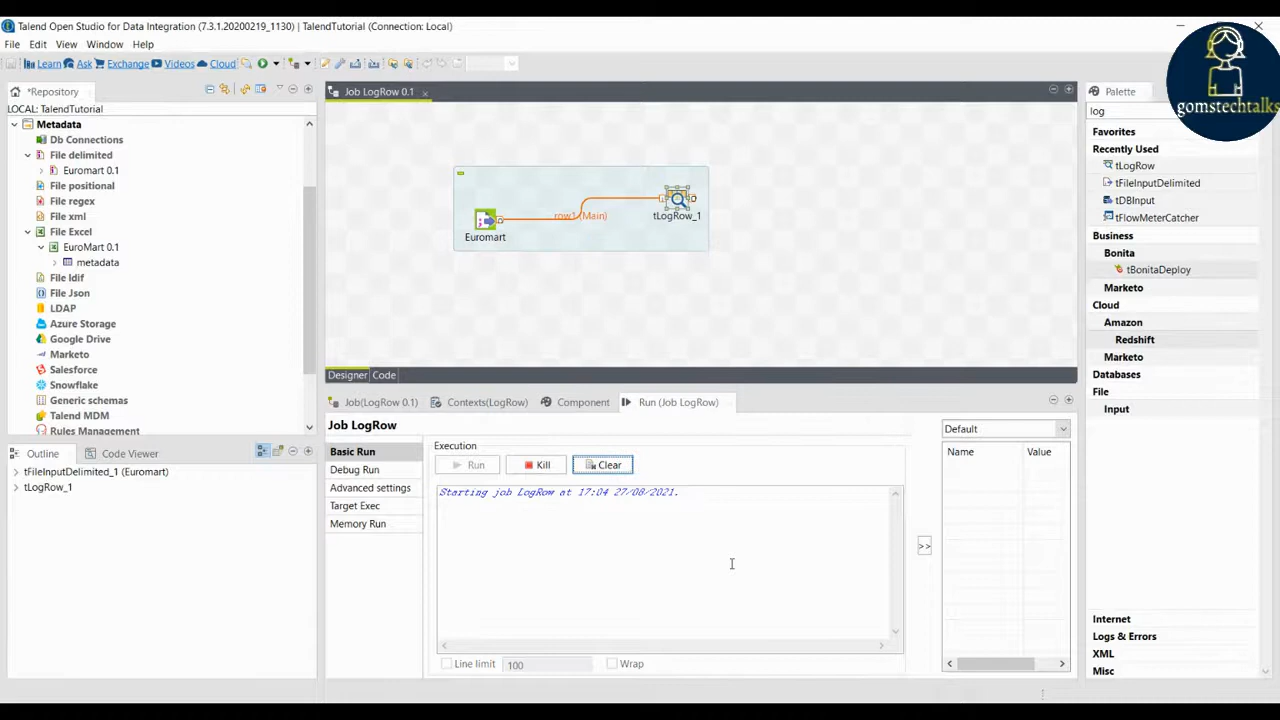 Talend Open Studio for Data Integration (7.3.1.20200219_1130) | TalendTutorial (Connection: Local)
File Edit View Window Help
Learn Ask Exchange Videos Cloud
*Repository
LOCAL: TalendTutorial
Metadata
Db Connections
File delimited
Euromart 0.1
File positional
File regex
File xml
File Excel
EuroMart 0.1
metadata
File ldif
File Json
LDAP
Azure Storage
Google Drive
Marketo
Salesforce
Snowflake
Generic schemas
Talend MDM
Rules Management
Outline Code Viewer
tFileInputDelimited_1 (Euromart)
tLogRow_1
Job LogRow 0.1
row1 (Main)
Euromart
tLogRow_1
Designer Code
Job(LogRow 0.1) Contexts(LogRow) Component Run (Job LogRow)
Job LogRow
Basic Run
Debug Run
Advanced settings
Target Exec
Memory Run
Execution
Run Kill Clear
Starting job LogRow at 17:04 27/08/2021.
Line limit 100 Wrap
>>
Default
Name Value
Palette
log
Favorites
Recently Used
tLogRow
tFileInputDelimited
tDBInput
tFlowMeterCatcher
Business
Bonita
tBonitaDeploy
Marketo
Cloud
Amazon
Redshift
Marketo
Databases
File
Input
Internet
Logs & Errors
XML
Misc
gomstechtalks